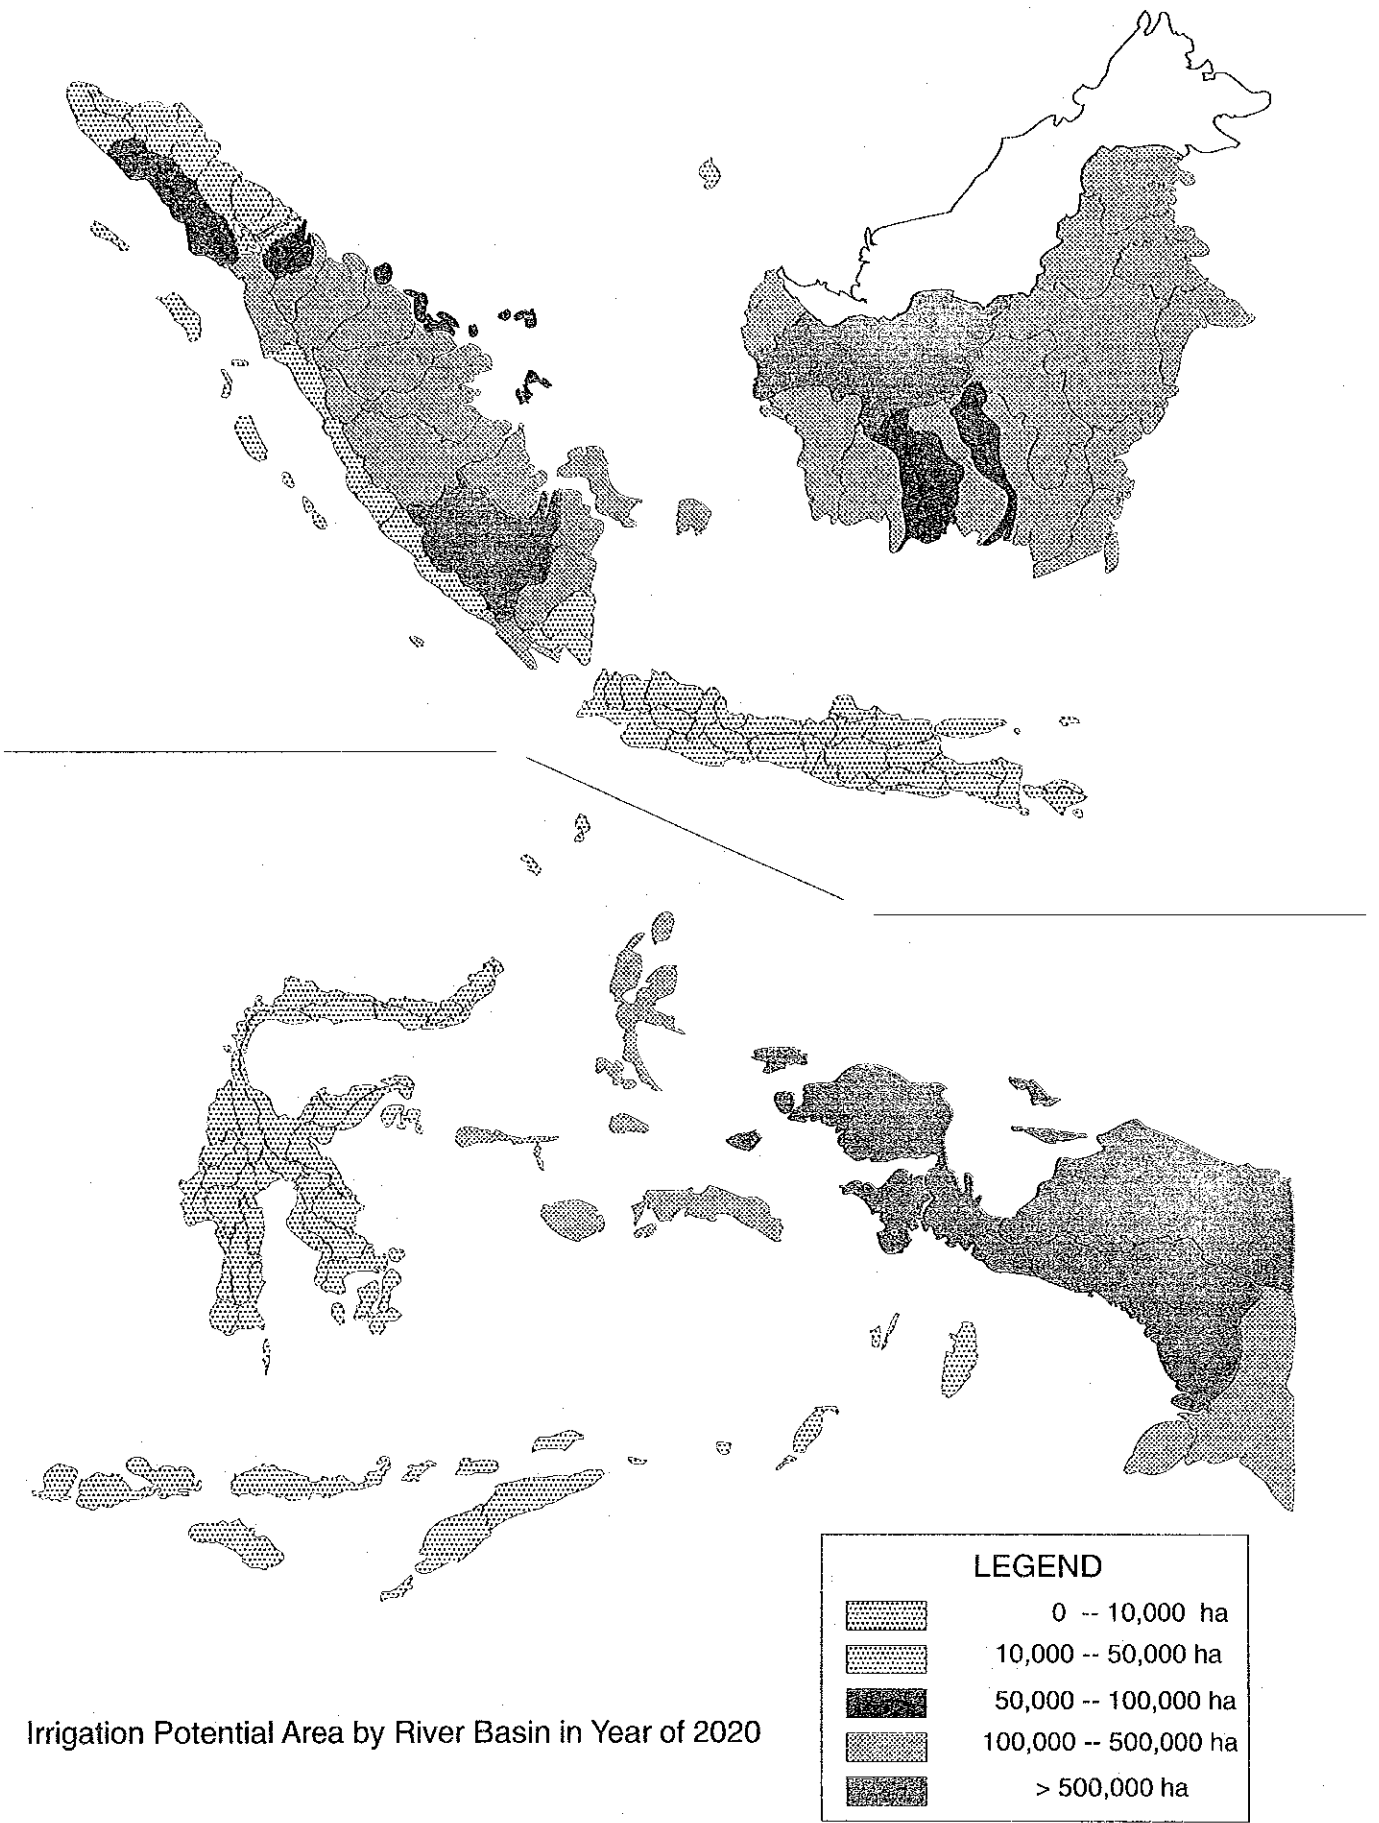 LEGEND
0 -- 10,000 ha
10,000 -- 50,000 ha
50,000 -- 100,000 ha
100,000 -- 500,000 ha
> 500,000 ha
Irrigation Potential Area by River Basin in Year of 2020